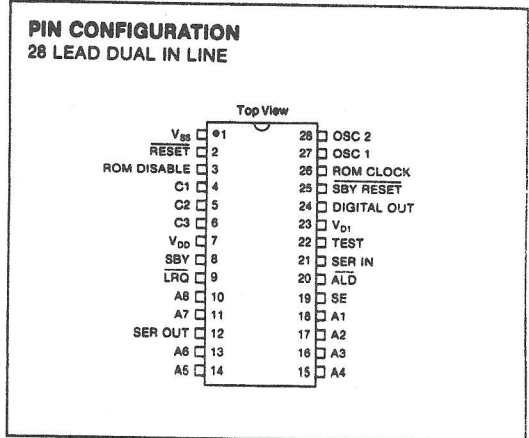 PIN CONFIGURATION
28 LEAD DUAL IN LINE
Top View
VSS 1 28 OSC 2
RESET 2 27 OSC 1
ROM DISABLE 3 26 ROM CLOCK
C1 4 25 SBY RESET
C2 5 24 DIGITAL OUT
C3 6 23 VD1
VDD 7 22 TEST
SBY 8 21 SER IN
LRQ 9 20 ALD
A8 10 19 SE
A7 11 18 A1
SER OUT 12 17 A2
A6 13 16 A3
A5 14 15 A4